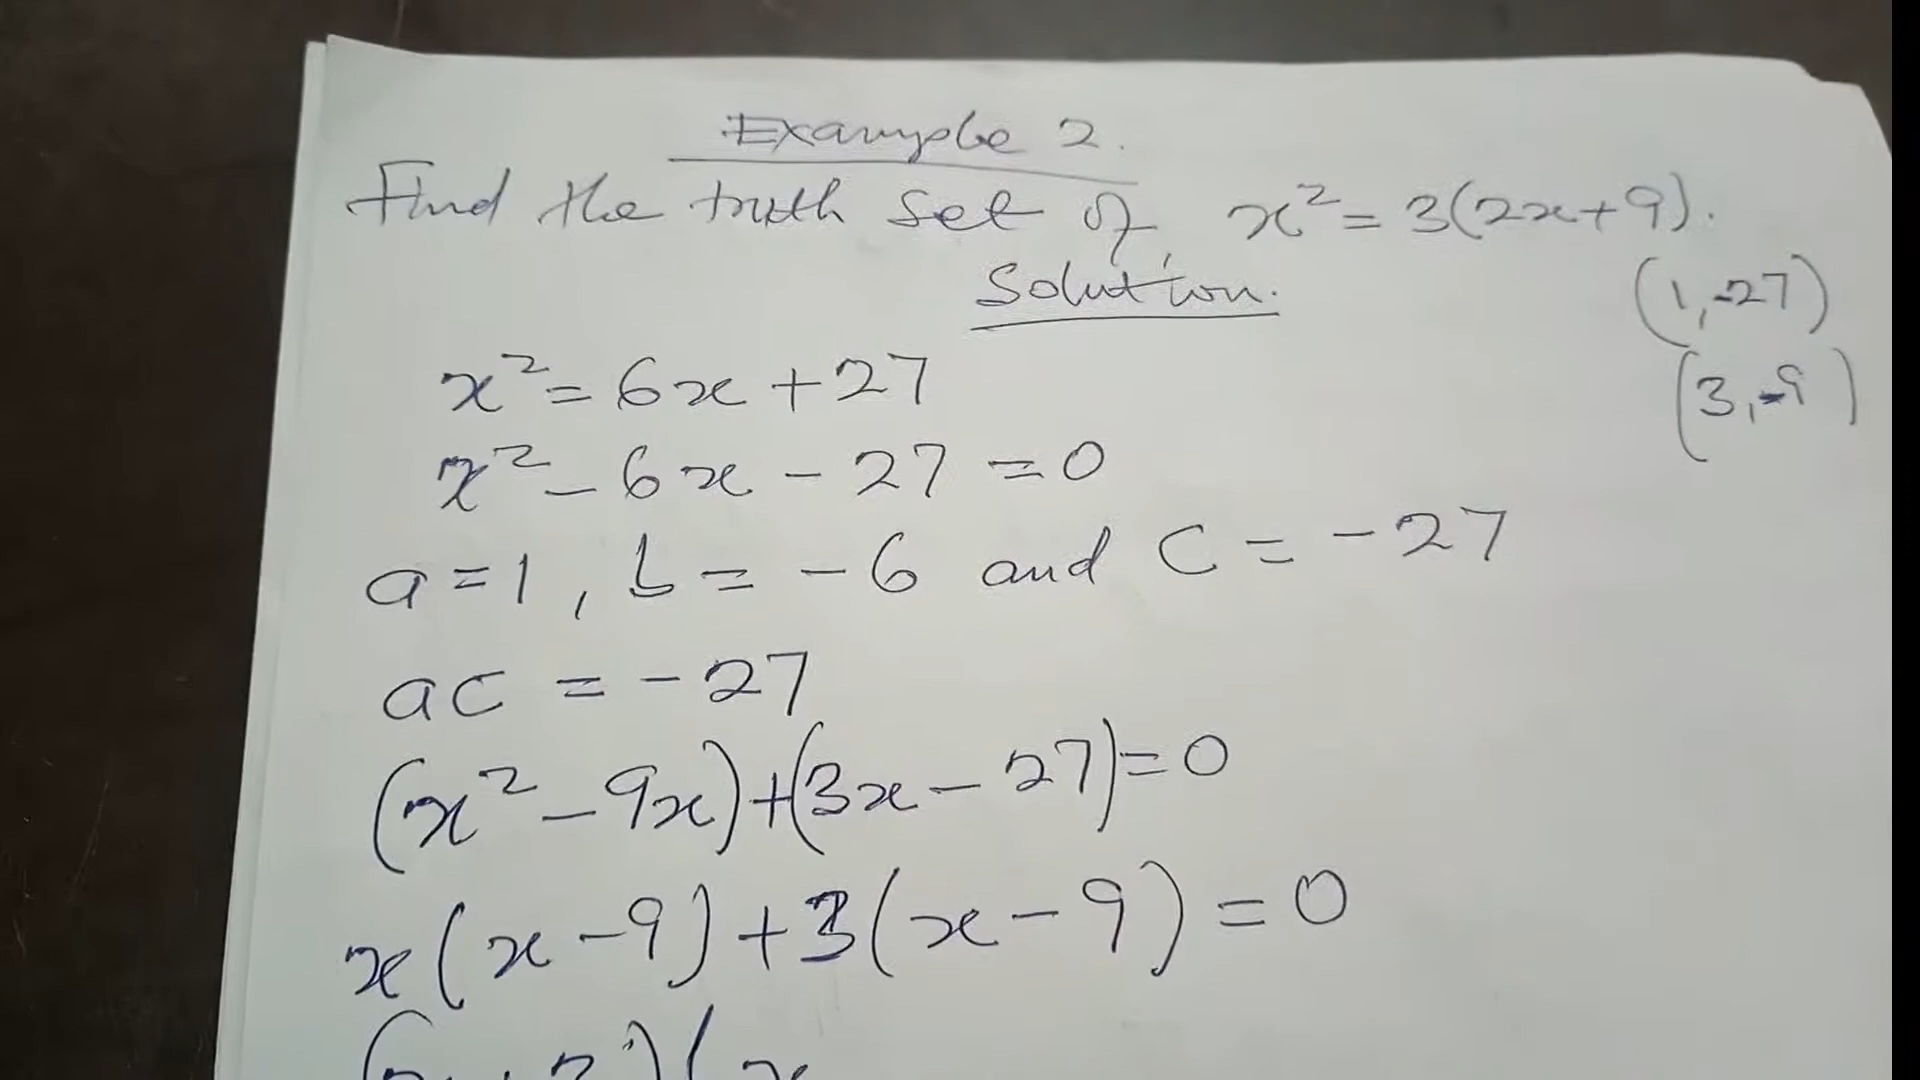 Example 2.
Find the truth set of, x² = 3(2x+9).
Solution.
(1, -27)
(3, -9)
x² = 6x + 27
x² - 6x - 27 = 0
a = 1, b = - 6 and c = - 27
ac = - 27
(x² - 9x) + (3x - 27) = 0
x(x - 9) + 3(x - 9) = 0